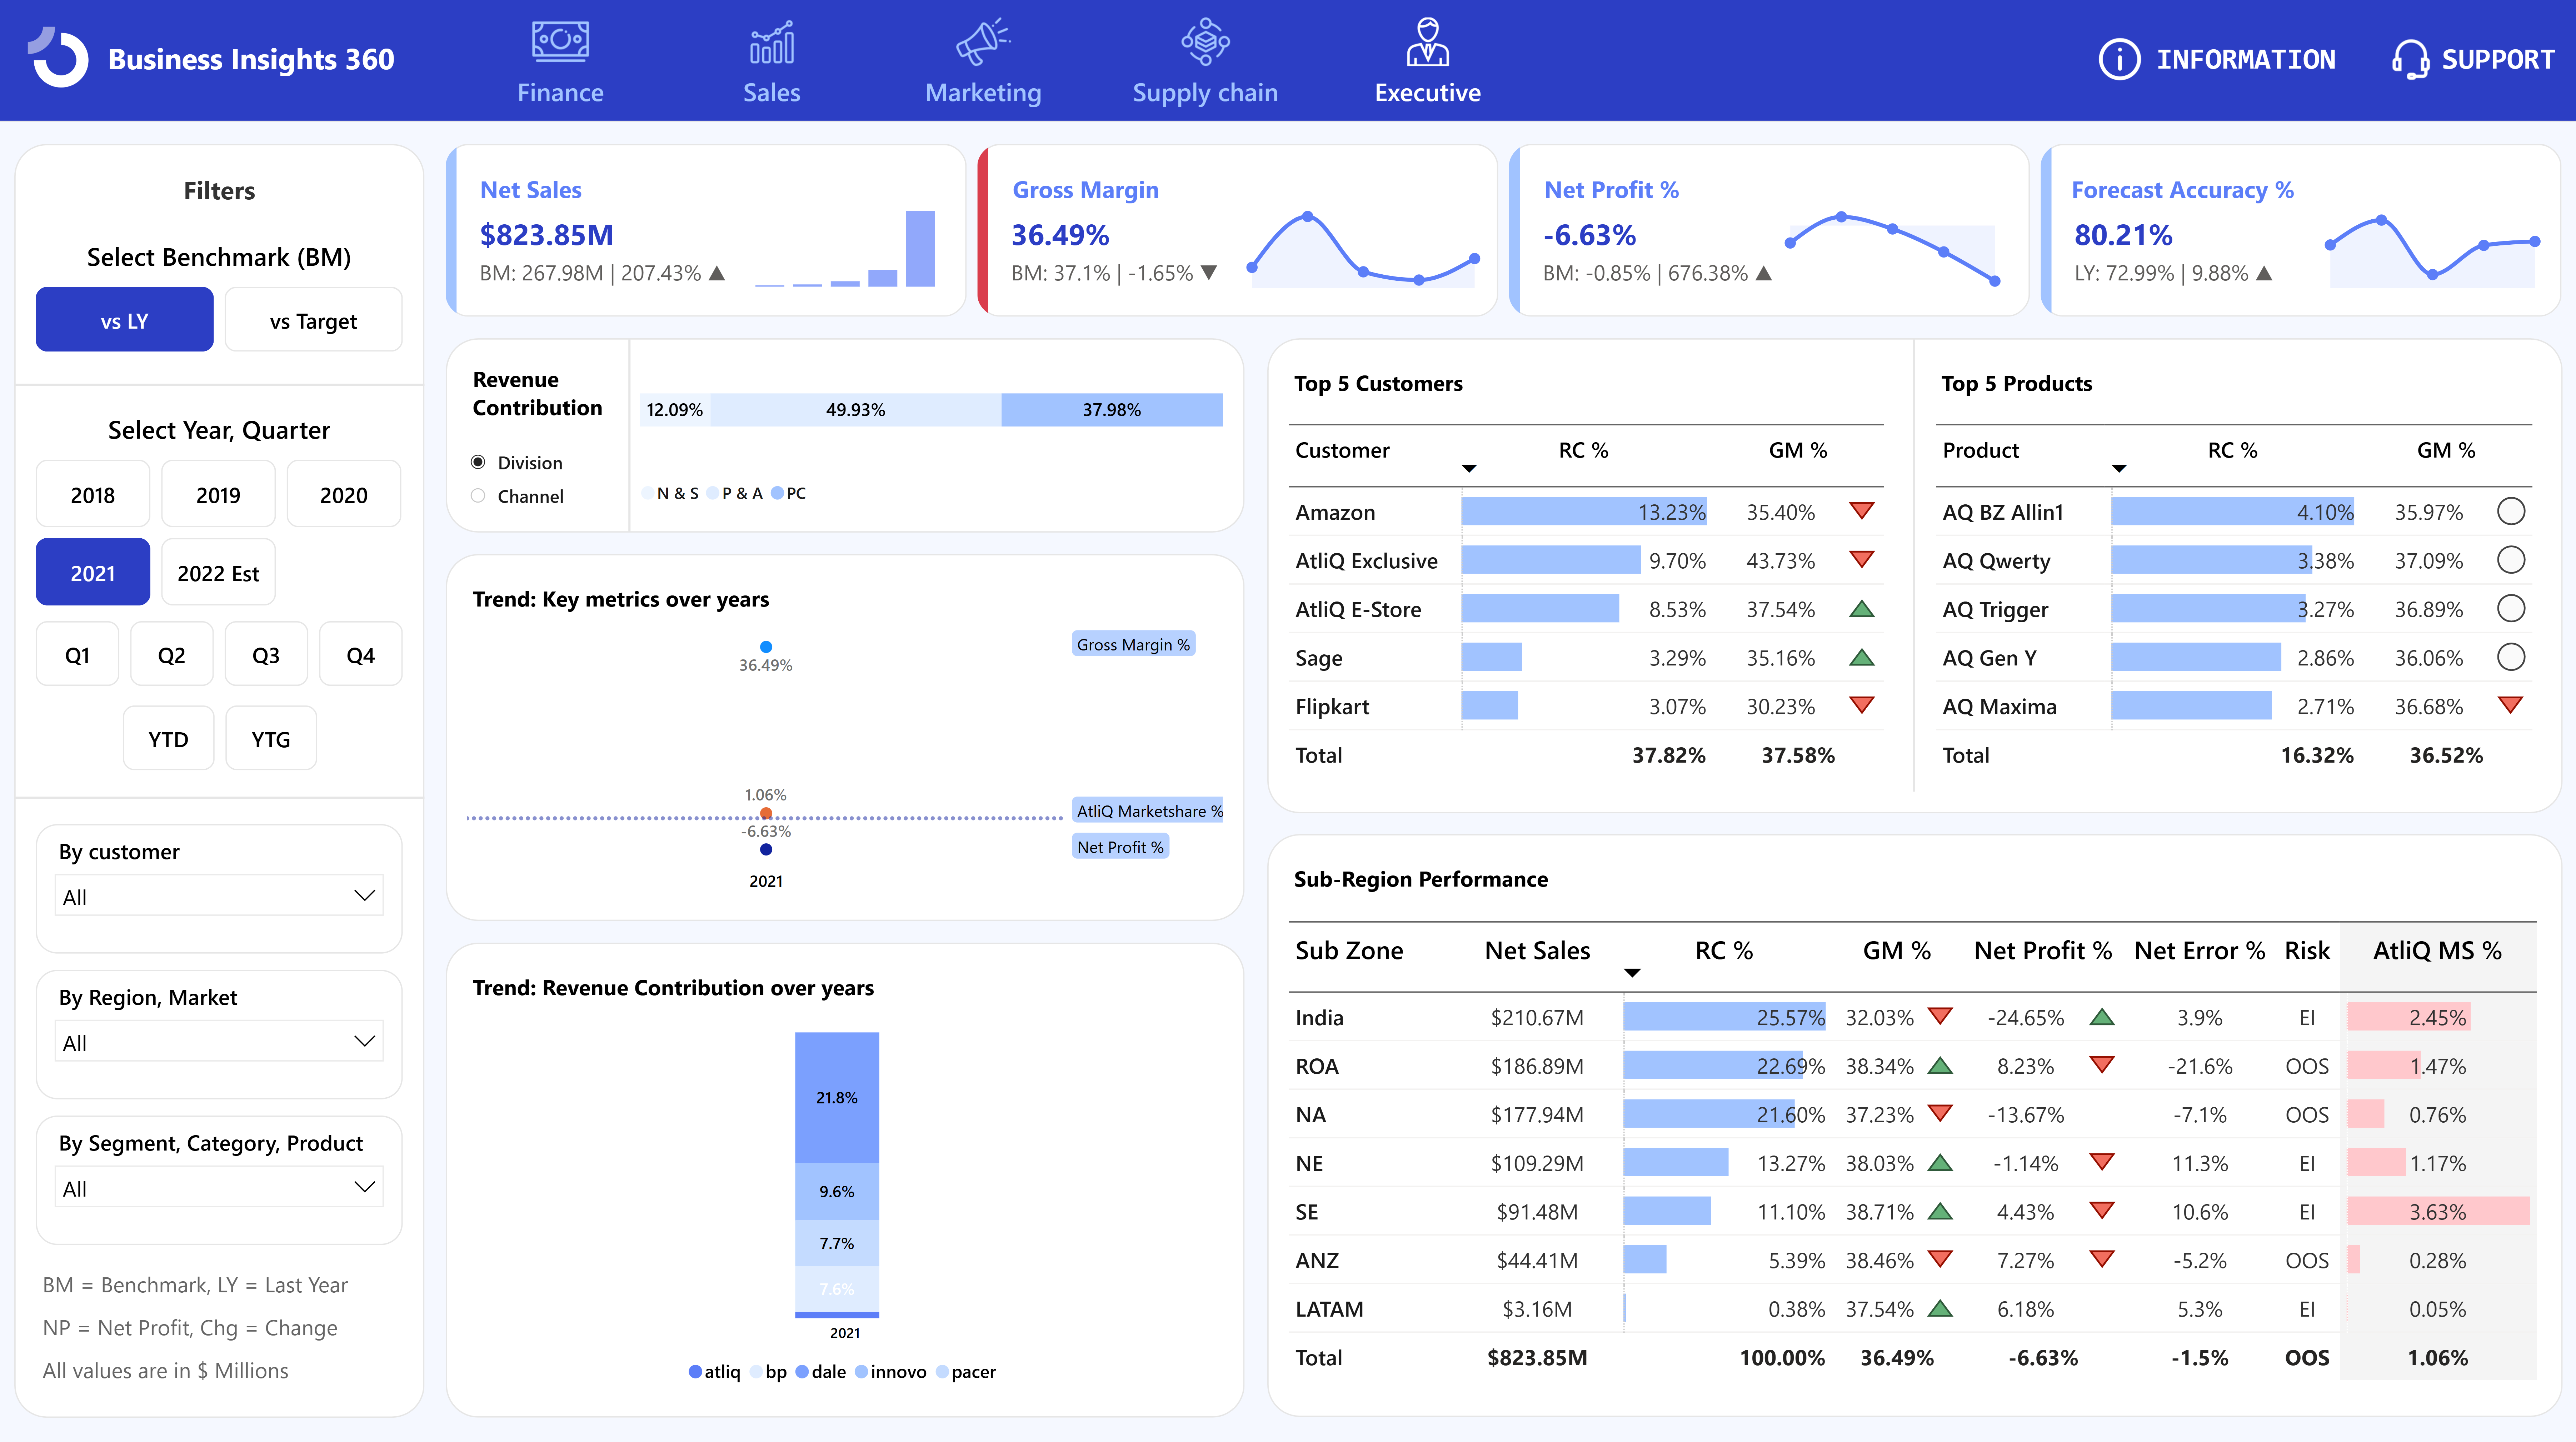 Business Insights 360
Finance
Sales
Marketing
Supply chain
Executive
INFORMATION
SUPPORT
Filters
Select Benchmark (BM)
vs LY
vs Target
Select Year, Quarter
2018
2019
2020
2021
2022 Est
Q1
Q2
Q3
Q4
YTD
YTG
By customer
All
By Region, Market
All
By Segment, Category, Product
All
BM = Benchmark, LY = Last Year
NP = Net Profit, Chg = Change
All values are in $ Millions
Net Sales
$823.85M
BM: 267.98M | 207.43%
Gross Margin
36.49%
BM: 37.1% | -1.65%
Net Profit %
-6.63%
BM: -0.85% | 676.38%
Forecast Accuracy %
80.21%
LY: 72.99% | 9.88%
Revenue
Contribution
Division
Channel
12.09% 49.93% 37.98%
N & S P & A PC
Trend: Key metrics over years
36.49%
Gross Margin %
1.06%
AtliQ Marketshare %
-6.63%
Net Profit %
2021
Trend: Revenue Contribution over years
21.8%
9.6%
7.7%
7.6%
2021
atliq bp dale innovo pacer
Top 5 Customers
Customer RC % GM %
Amazon 13.23% 35.40%
AtliQ Exclusive 9.70% 43.73%
AtliQ E-Store 8.53% 37.54%
Sage 3.29% 35.16%
Flipkart 3.07% 30.23%
Total 37.82% 37.58%
Top 5 Products
Product RC % GM %
AQ BZ Allin1 4.10% 35.97%
AQ Qwerty 3.38% 37.09%
AQ Trigger 3.27% 36.89%
AQ Gen Y 2.86% 36.06%
AQ Maxima 2.71% 36.68%
Total 16.32% 36.52%
Sub-Region Performance
Sub Zone Net Sales RC % GM % Net Profit % Net Error % Risk AtliQ MS %
India $210.67M 25.57% 32.03% -24.65% 3.9% EI 2.45%
ROA $186.89M 22.69% 38.34% 8.23% -21.6% OOS 1.47%
NA $177.94M 21.60% 37.23% -13.67% -7.1% OOS 0.76%
NE $109.29M 13.27% 38.03% -1.14% 11.3% EI 1.17%
SE $91.48M 11.10% 38.71% 4.43% 10.6% EI 3.63%
ANZ $44.41M 5.39% 38.46% 7.27% -5.2% OOS 0.28%
LATAM $3.16M 0.38% 37.54% 6.18% 5.3% EI 0.05%
Total $823.85M 100.00% 36.49% -6.63% -1.5% OOS 1.06%